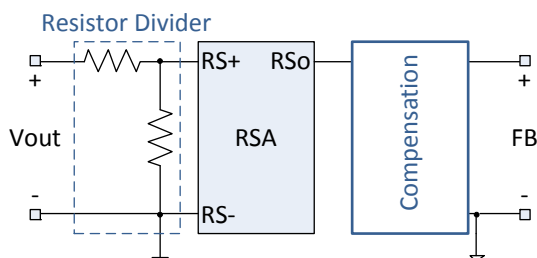 Resistor Divider
RS+ RSo
+ +
Vout RSA Compensation FB
- -
RS-